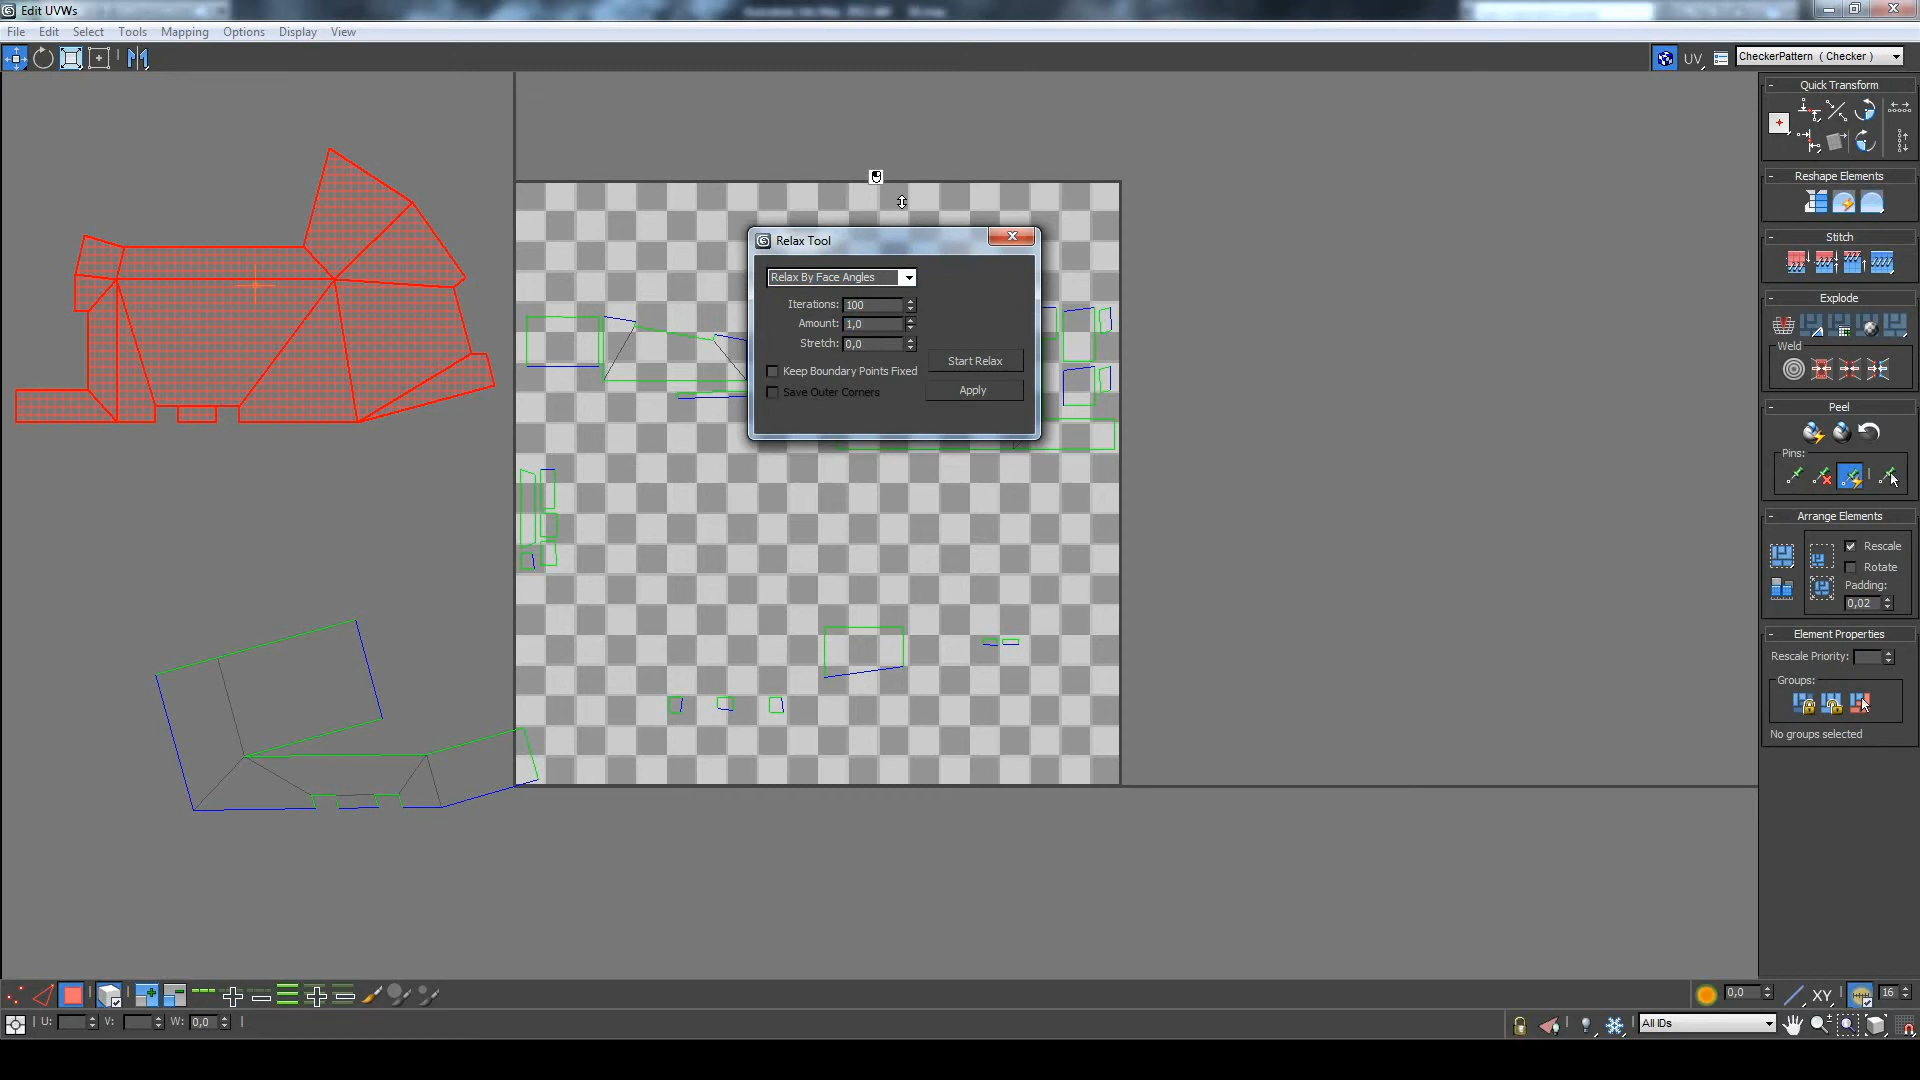 Edit UVWs
File Edit Select Tools Mapping Options Display View
UV CheckerPattern ( Checker )
Quick Transform
Reshape Elements
Stitch
Explode
Weld
Peel
Pins:
Arrange Elements
Rescale
Rotate
Padding:
0,02
Element Properties
Rescale Priority:
Groups:
No groups selected
Relax Tool
Relax By Face Angles
Iterations: 100
Amount: 1,0
Stretch: 0,0
Start Relax
Keep Boundary Points Fixed
Apply
Save Outer Corners
0,0 XY 16
U: V: W: 0,0
All IDs